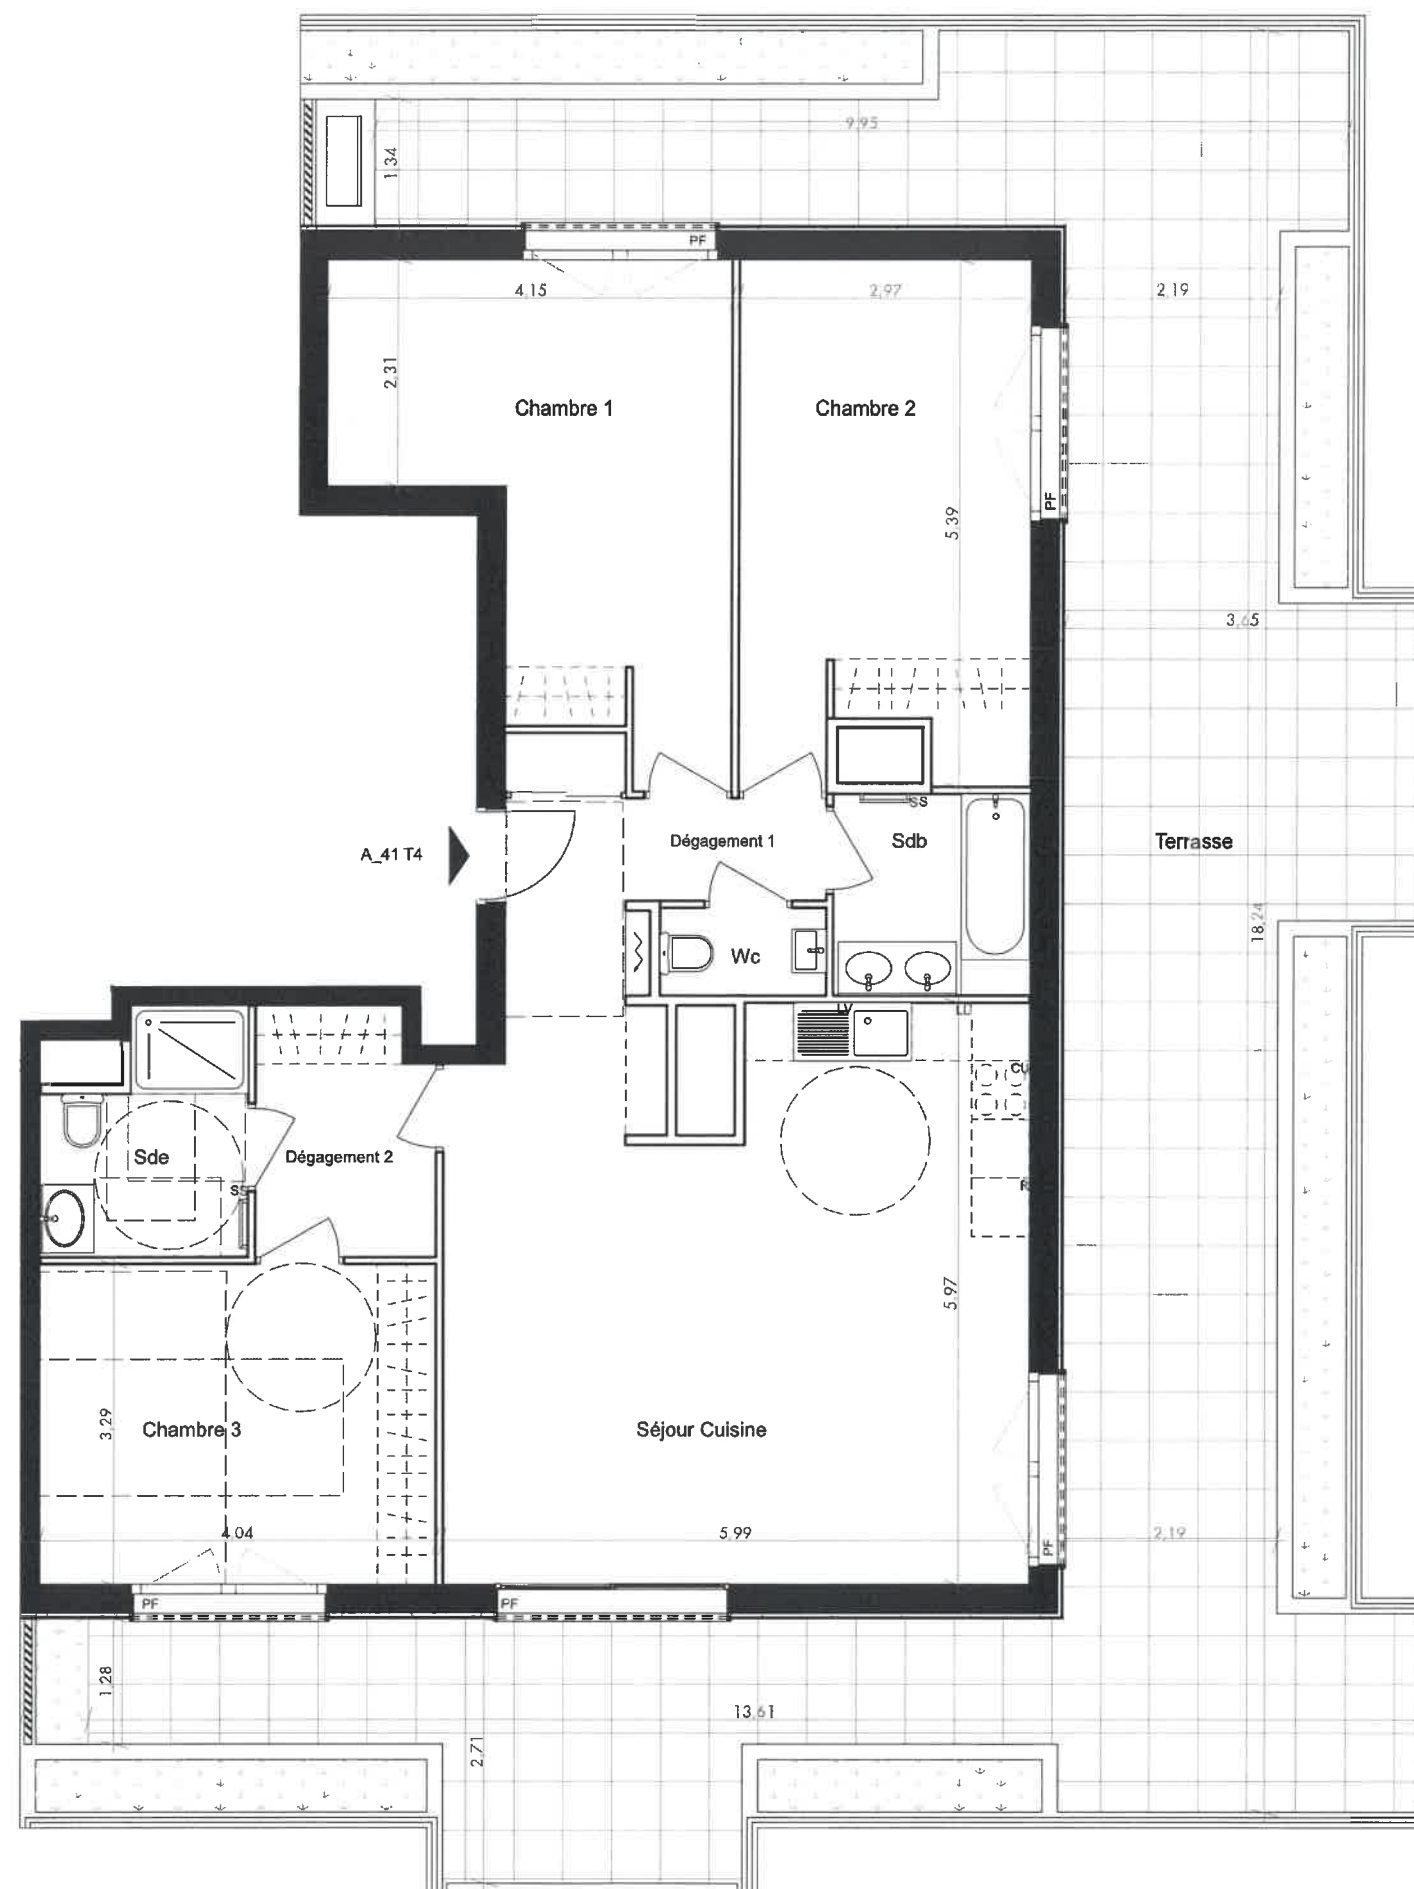 9,95
1,34
PF
4,15
2,97
2,19
2,31
Chambre 1
Chambre 2
PF
5,39
3,65
SS
A_41 T4
Dégagement 1
Sdb
Terrasse
18,24
Wc
LV
CU
Sde
Dégagement 2
SS
R
5,97
3,29
Chambre 3
Séjour Cuisine
4,04
5,99
2,19
PF
PF
PF
1,28
13,61
2,71